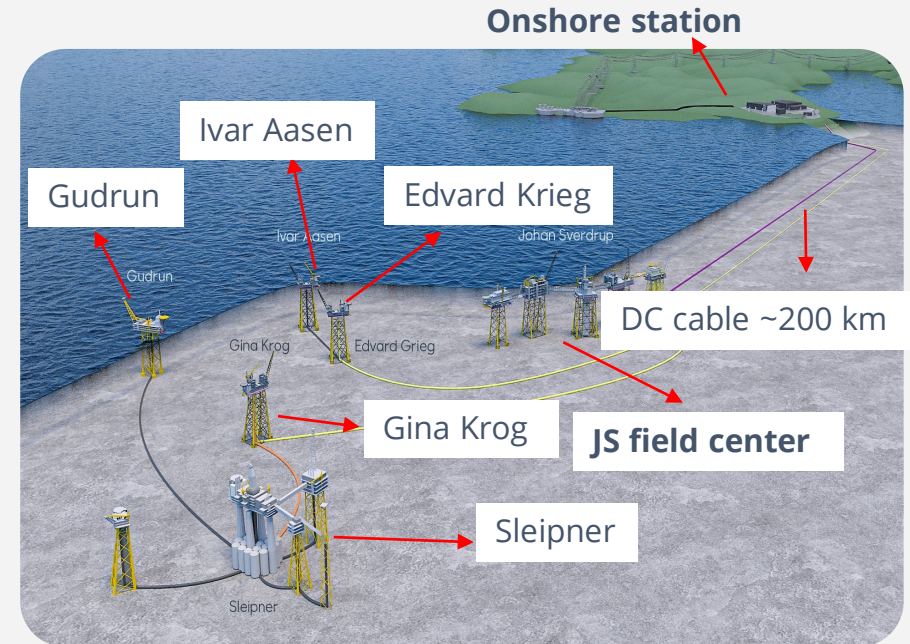 Onshore station
Ivar Aasen
Gudrun
Edvard Krieg
Ivar Aasen
Johan Sverdrup
Gudrun
DC cable ~200 km
Gina Krog
Edvard Grieg
Gina Krog
JS field center
Sleipner
Sleipner